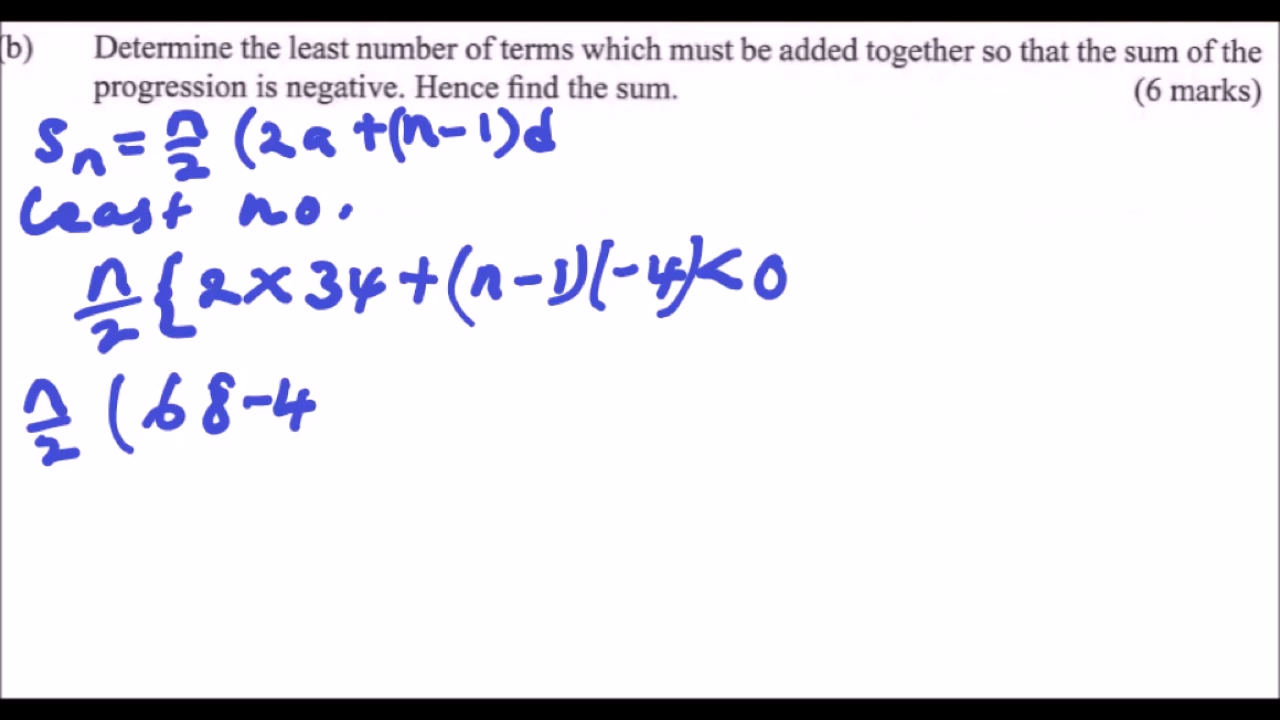 (b) Determine the least number of terms which must be added together so that the sum of the
progression is negative. Hence find the sum. (6 marks)
Sn = n/2 (2a +(n-1)d
Least no.
n/2 {2 × 34 + (n-1)(-4)< 0
n/2 (68-4